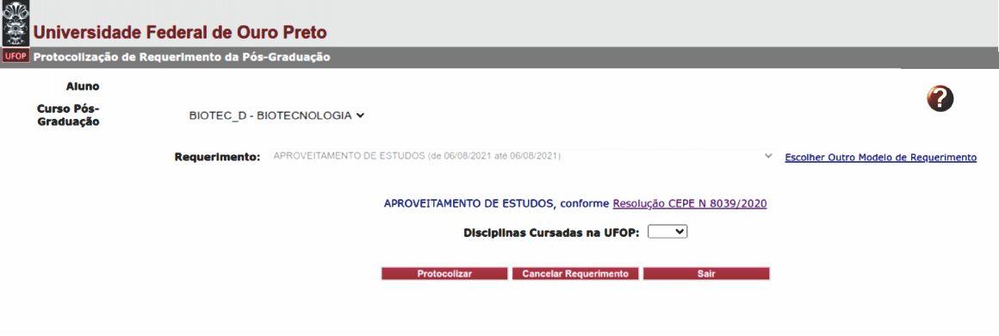 Universidade Federal de Ouro Preto
UFOP Protocolização de Requerimento da Pós-Graduação
Aluno
Curso Pós-
Graduação
BIOTEC_D - BIOTECNOLOGIA
?
Requerimento: APROVEITAMENTO DE ESTUDOS (de 06/08/2021 até 06/08/2021) Escolher Outro Modelo de Requerimento
APROVEITAMENTO DE ESTUDOS, conforme Resolução CEPE N 8039/2020
Disciplinas Cursadas na UFOP:
Protocolizar Cancelar Requerimento Sair